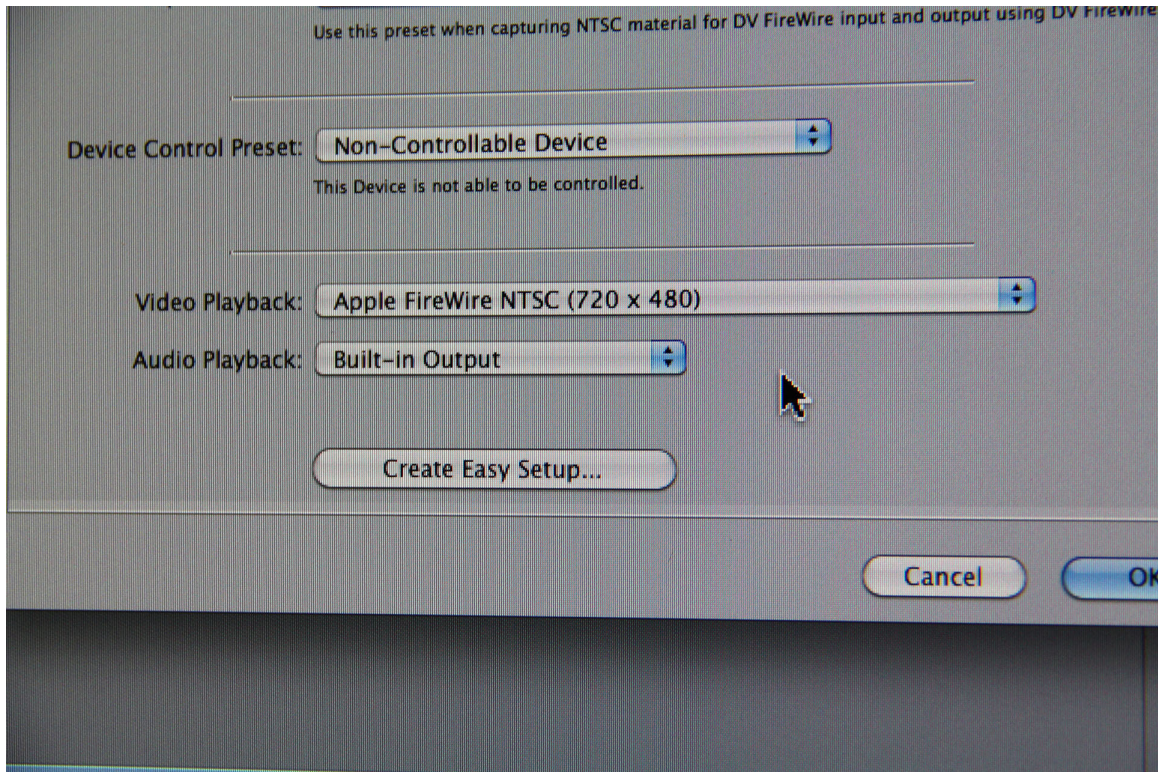 Use this preset when capturing NTSC material for DV FireWire input and output using DV FireWire
Device Control Preset: Non-Controllable Device
This Device is not able to be controlled.
Video Playback: Apple FireWire NTSC (720 x 480)
Audio Playback: Built-in Output
Create Easy Setup...
Cancel OK